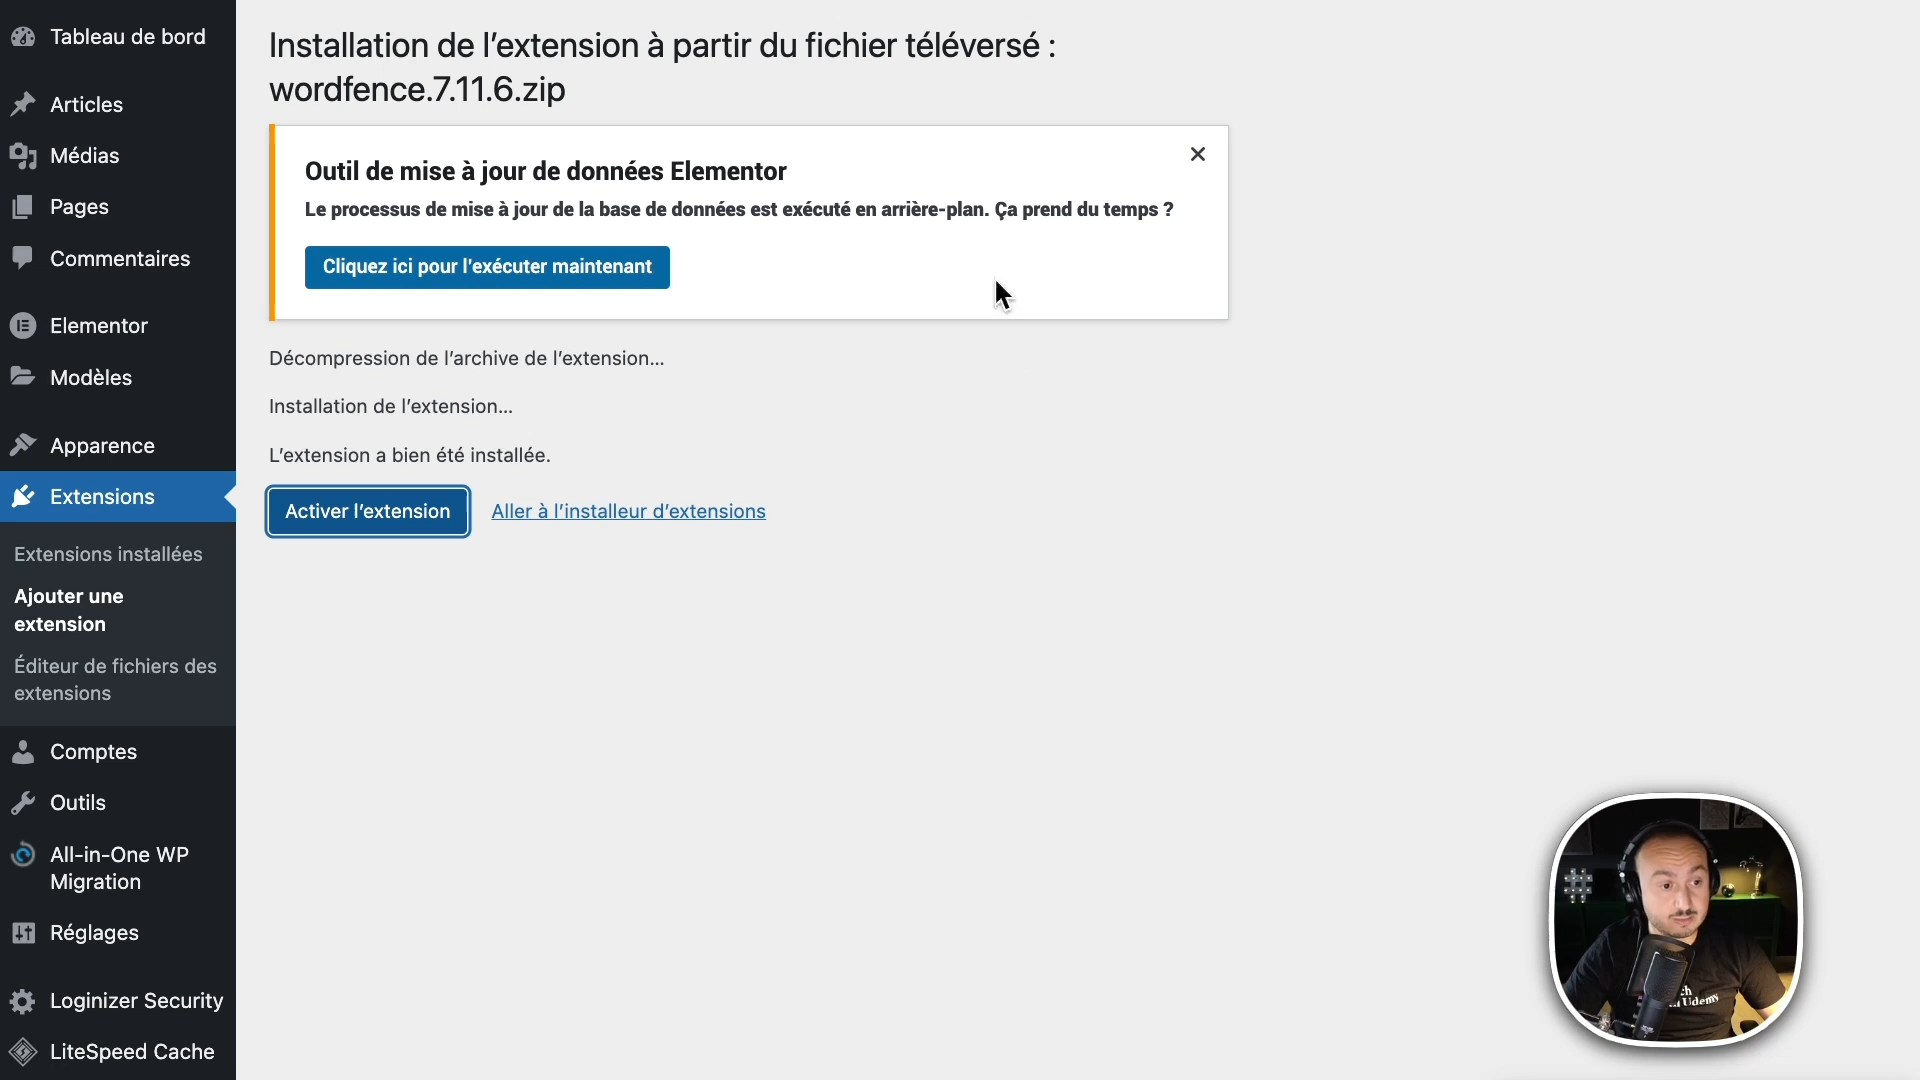 Tableau de bord
Articles
Médias
Pages
Commentaires
Elementor
Modèles
Apparence
Extensions
Extensions installées
Ajouter une
extension
Éditeur de fichiers des
extensions
Comptes
Outils
All-in-One WP
Migration
Réglages
Loginizer Security
LiteSpeed Cache
Installation de l’extension à partir du fichier téléversé :
wordfence.7.11.6.zip
Outil de mise à jour de données Elementor
Le processus de mise à jour de la base de données est exécuté en arrière-plan. Ça prend du temps ?
Cliquez ici pour l’exécuter maintenant
Décompression de l’archive de l’extension…
Installation de l’extension…
L’extension a bien été installée.
Activer l’extension
Aller à l’installeur d’extensions
#
Udemy